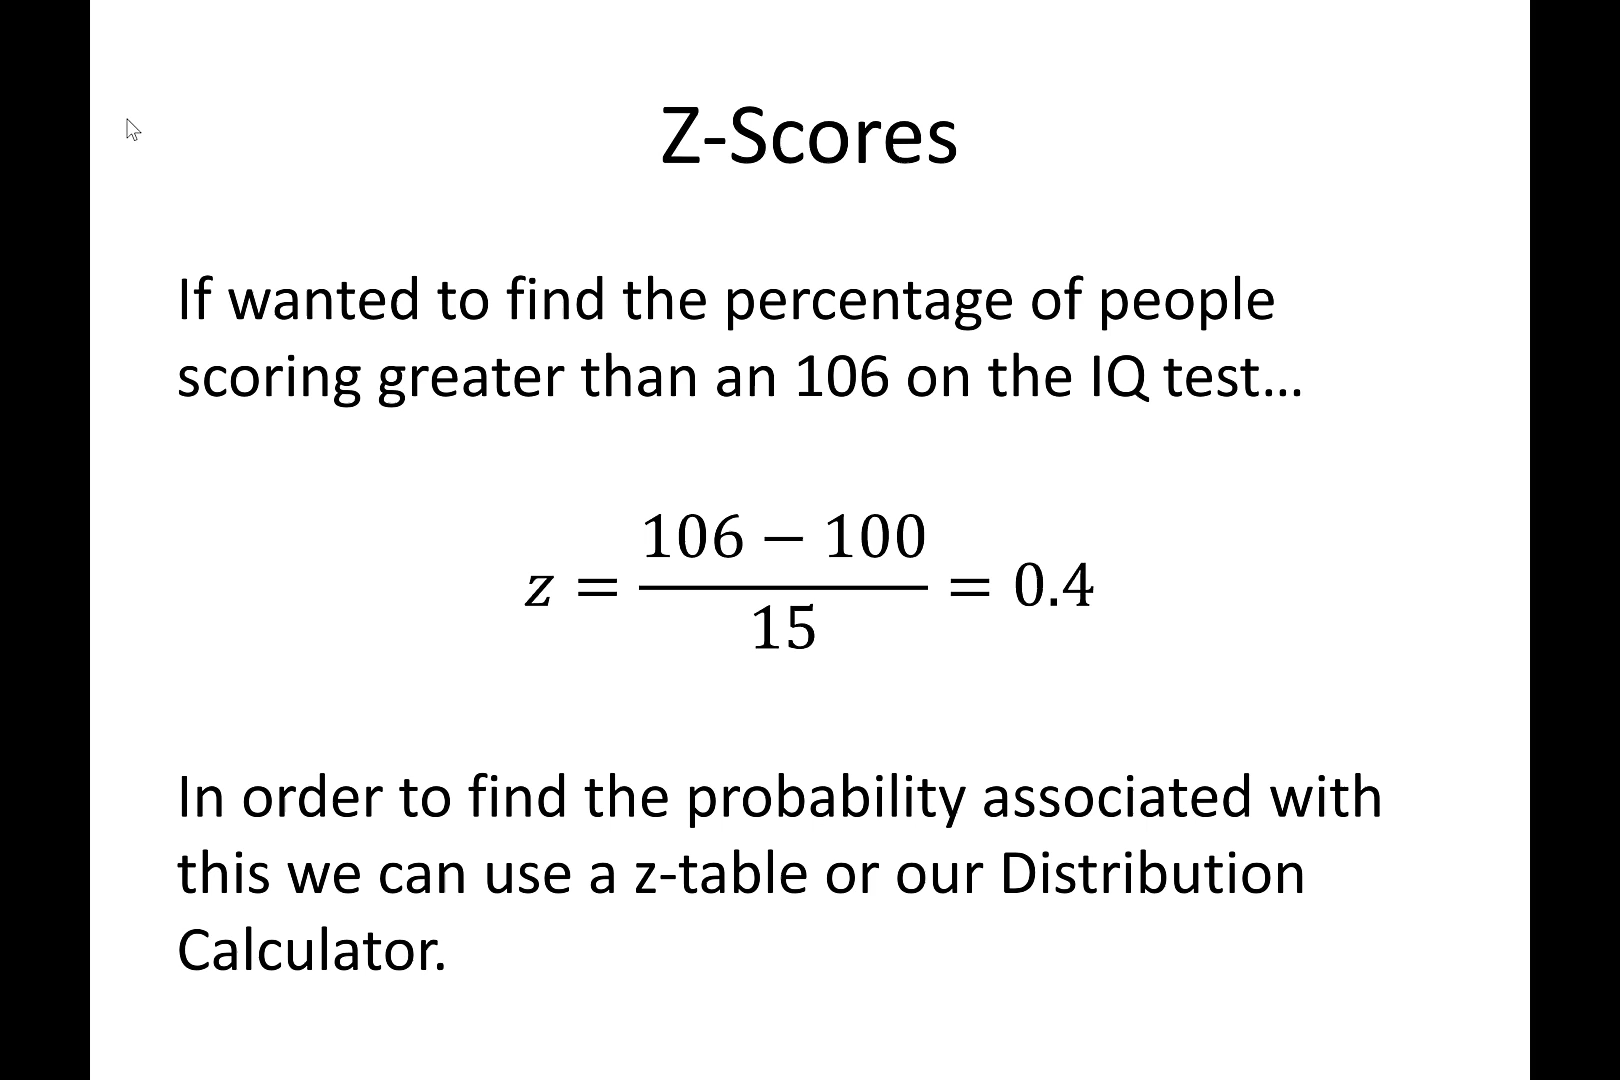 Z-Scores
If wanted to find the percentage of people
scoring greater than an 106 on the IQ test…
z = \frac{106 − 100}{15} = 0.4
In order to find the probability associated with
this we can use a z-table or our Distribution
Calculator.